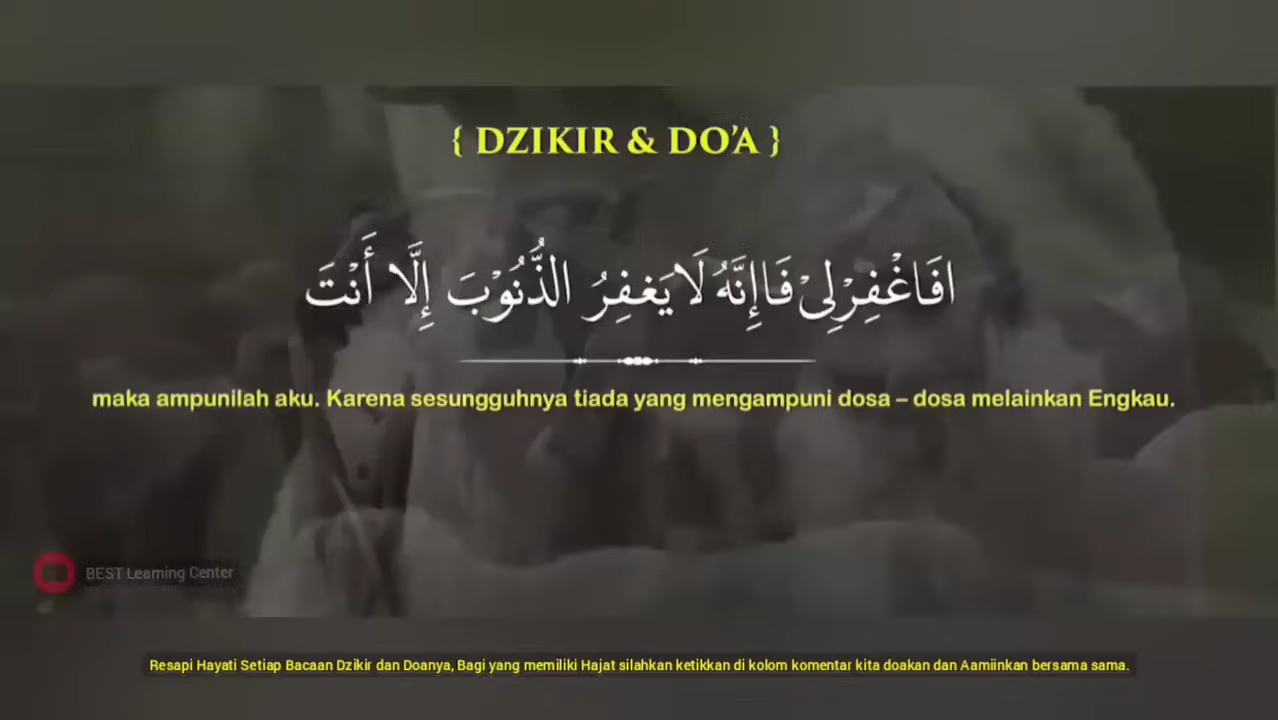 { DZIKIR & DO'A }
افَاغْفِرْلِىْ فَاإِنَّهُ لَا يَغْفِرُ الذُّنُوْبَ إِلَّا أَنْتَ
maka ampunilah aku. Karena sesungguhnya tiada yang mengampuni dosa – dosa melainkan Engkau.
BEST Learning Center
Resapi Hayati Setiap Bacaan Dzikir dan Doanya, Bagi yang memiliki Hajat silahkan ketikkan di kolom komentar kita doakan dan Aamiinkan bersama sama.